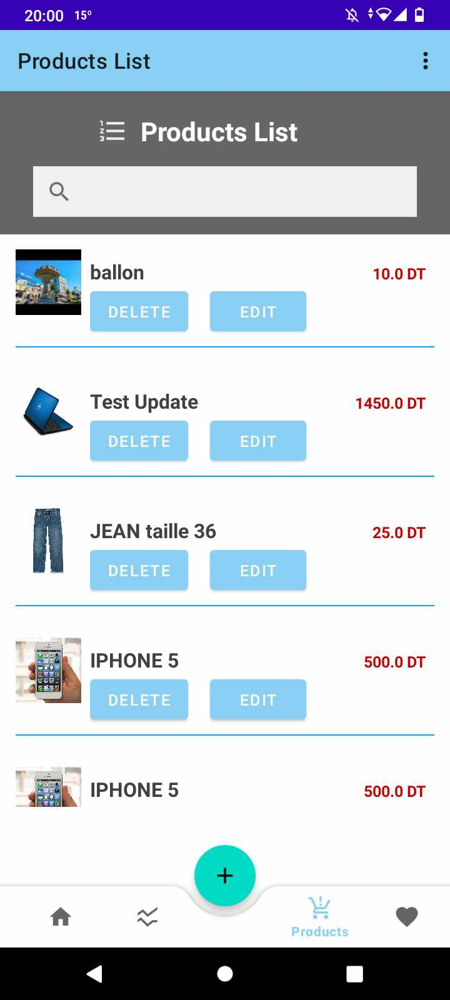 20:00 15º
Products List
Products List
ballon
10.0 DT
DELETE EDIT
Test Update
1450.0 DT
DELETE EDIT
JEAN taille 36
25.0 DT
DELETE EDIT
IPHONE 5
500.0 DT
DELETE EDIT
IPHONE 5
500.0 DT
Products